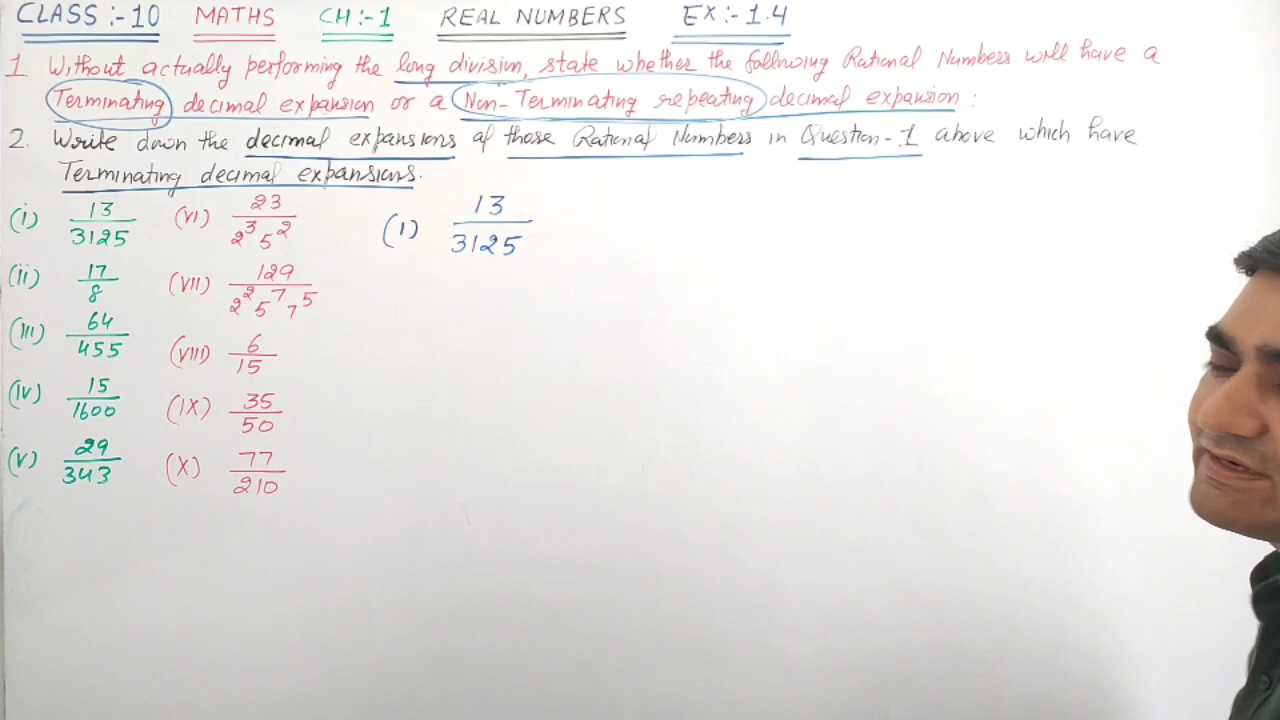 CLASS :- 10 MATHS CH :- 1 REAL NUMBERS EX :- 1.4
1. Without actually performing the long division, state whether the following Rational Numbers will have a
Terminating decimal expansion or a Non-Terminating repeating decimal expansion :
2. Write down the decimal expansions of those Rational Numbers in Question-1 above which have
Terminating decimal expansions.
(i) 13/3125 (VI) 23/2³5² (1) 13/3125
(ii) 17/8 (VII) 129/2²5⁷7⁵
(III) 64/455 (VIII) 6/15
(IV) 15/1600 (IX) 35/50
(V) 29/343 (X) 77/210